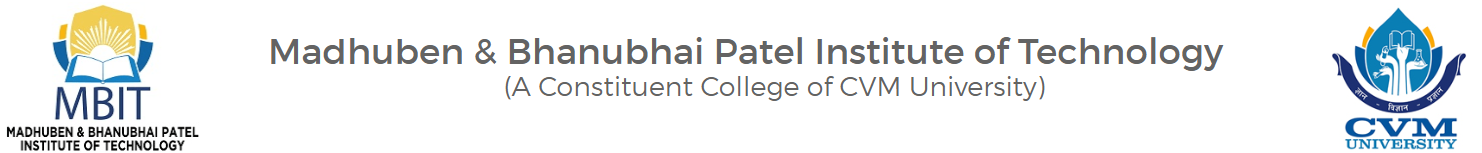 MBIT
MADHUBEN & BHANUBHAI PATEL
INSTITUTE OF TECHNOLOGY
Madhuben & Bhanubhai Patel Institute of Technology
(A Constituent College of CVM University)
ज्ञान - विज्ञान - प्रज्ञान
CVM
UNIVERSITY